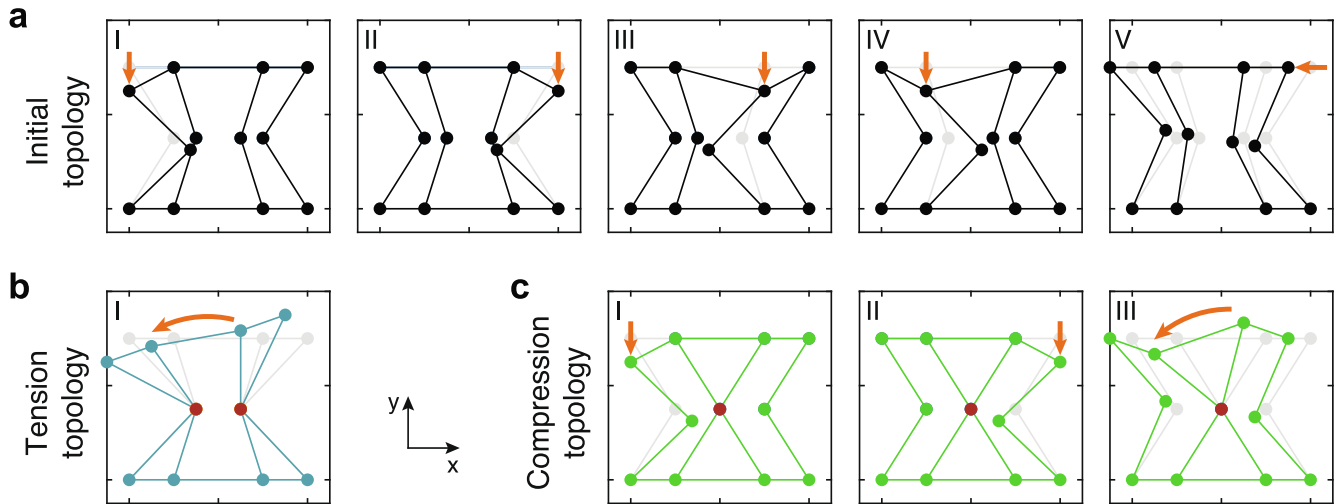 a
Initial
topology
I
II
III
IV
V
b
Tension
topology
I
y
x
c
Compression
topology
I
II
III